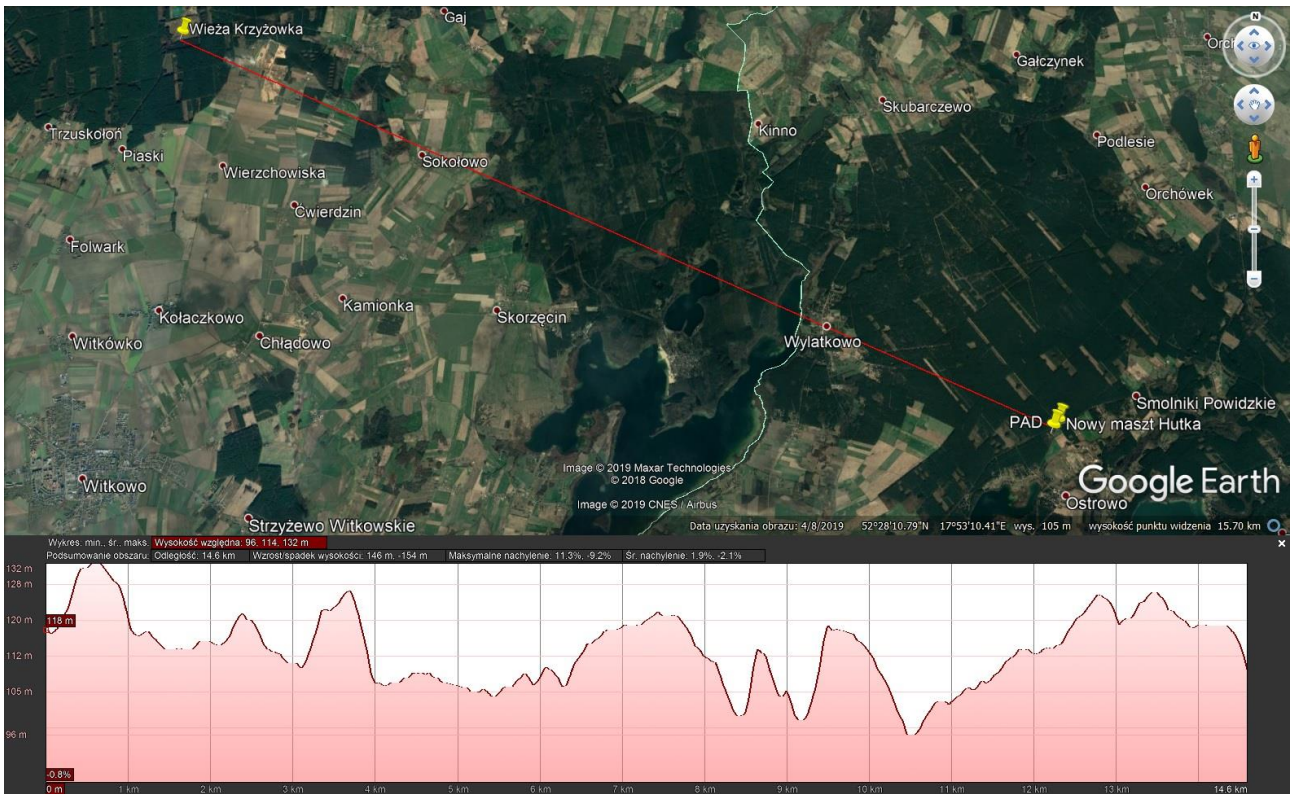 Wieża Krzyżówka
Gaj
N
Gałczynek
Skubarczewo
Kinno
Trzuskołoń
Piaski
Sokołowo
Podlesie
Wierzchowiska
Orchówek
Ćwierdzin
Folwark
Kamionka
Kołaczkowo
Skorzęcin
Witkówko
Chłądowo
Wylatkowo
Smolniki Powidzkie
PAD
Nowy maszt Hutka
Image © 2019 Maxar Technologies
© 2018 Google
Google Earth
Witkowo
Ostrowo
Image © 2019 CNES / Airbus
Strzyżewo Witkowskie
Data uzyskania obrazu: 4/8/2019 52°28'10.79"N 17°53'10.41"E wys. 105 m wysokość punktu widzenia 15.70 km
Wykres: min., śr., maks. Wysokość względna: 96, 114, 132 m
Podsumowanie obszaru: Odległość: 14.6 km Wzrost/spadek wysokości: 146 m, -154 m Maksymalne nachylenie: 11.3%, -9.2% Śr. nachylenie: 1.9%, -2.1%
132 m
128 m
120 m
118 m
112 m
105 m
96 m
-0.8%
0 m 1 km 2 km 3 km 4 km 5 km 6 km 7 km 8 km 9 km 10 km 11 km 12 km 13 km 14.6 km